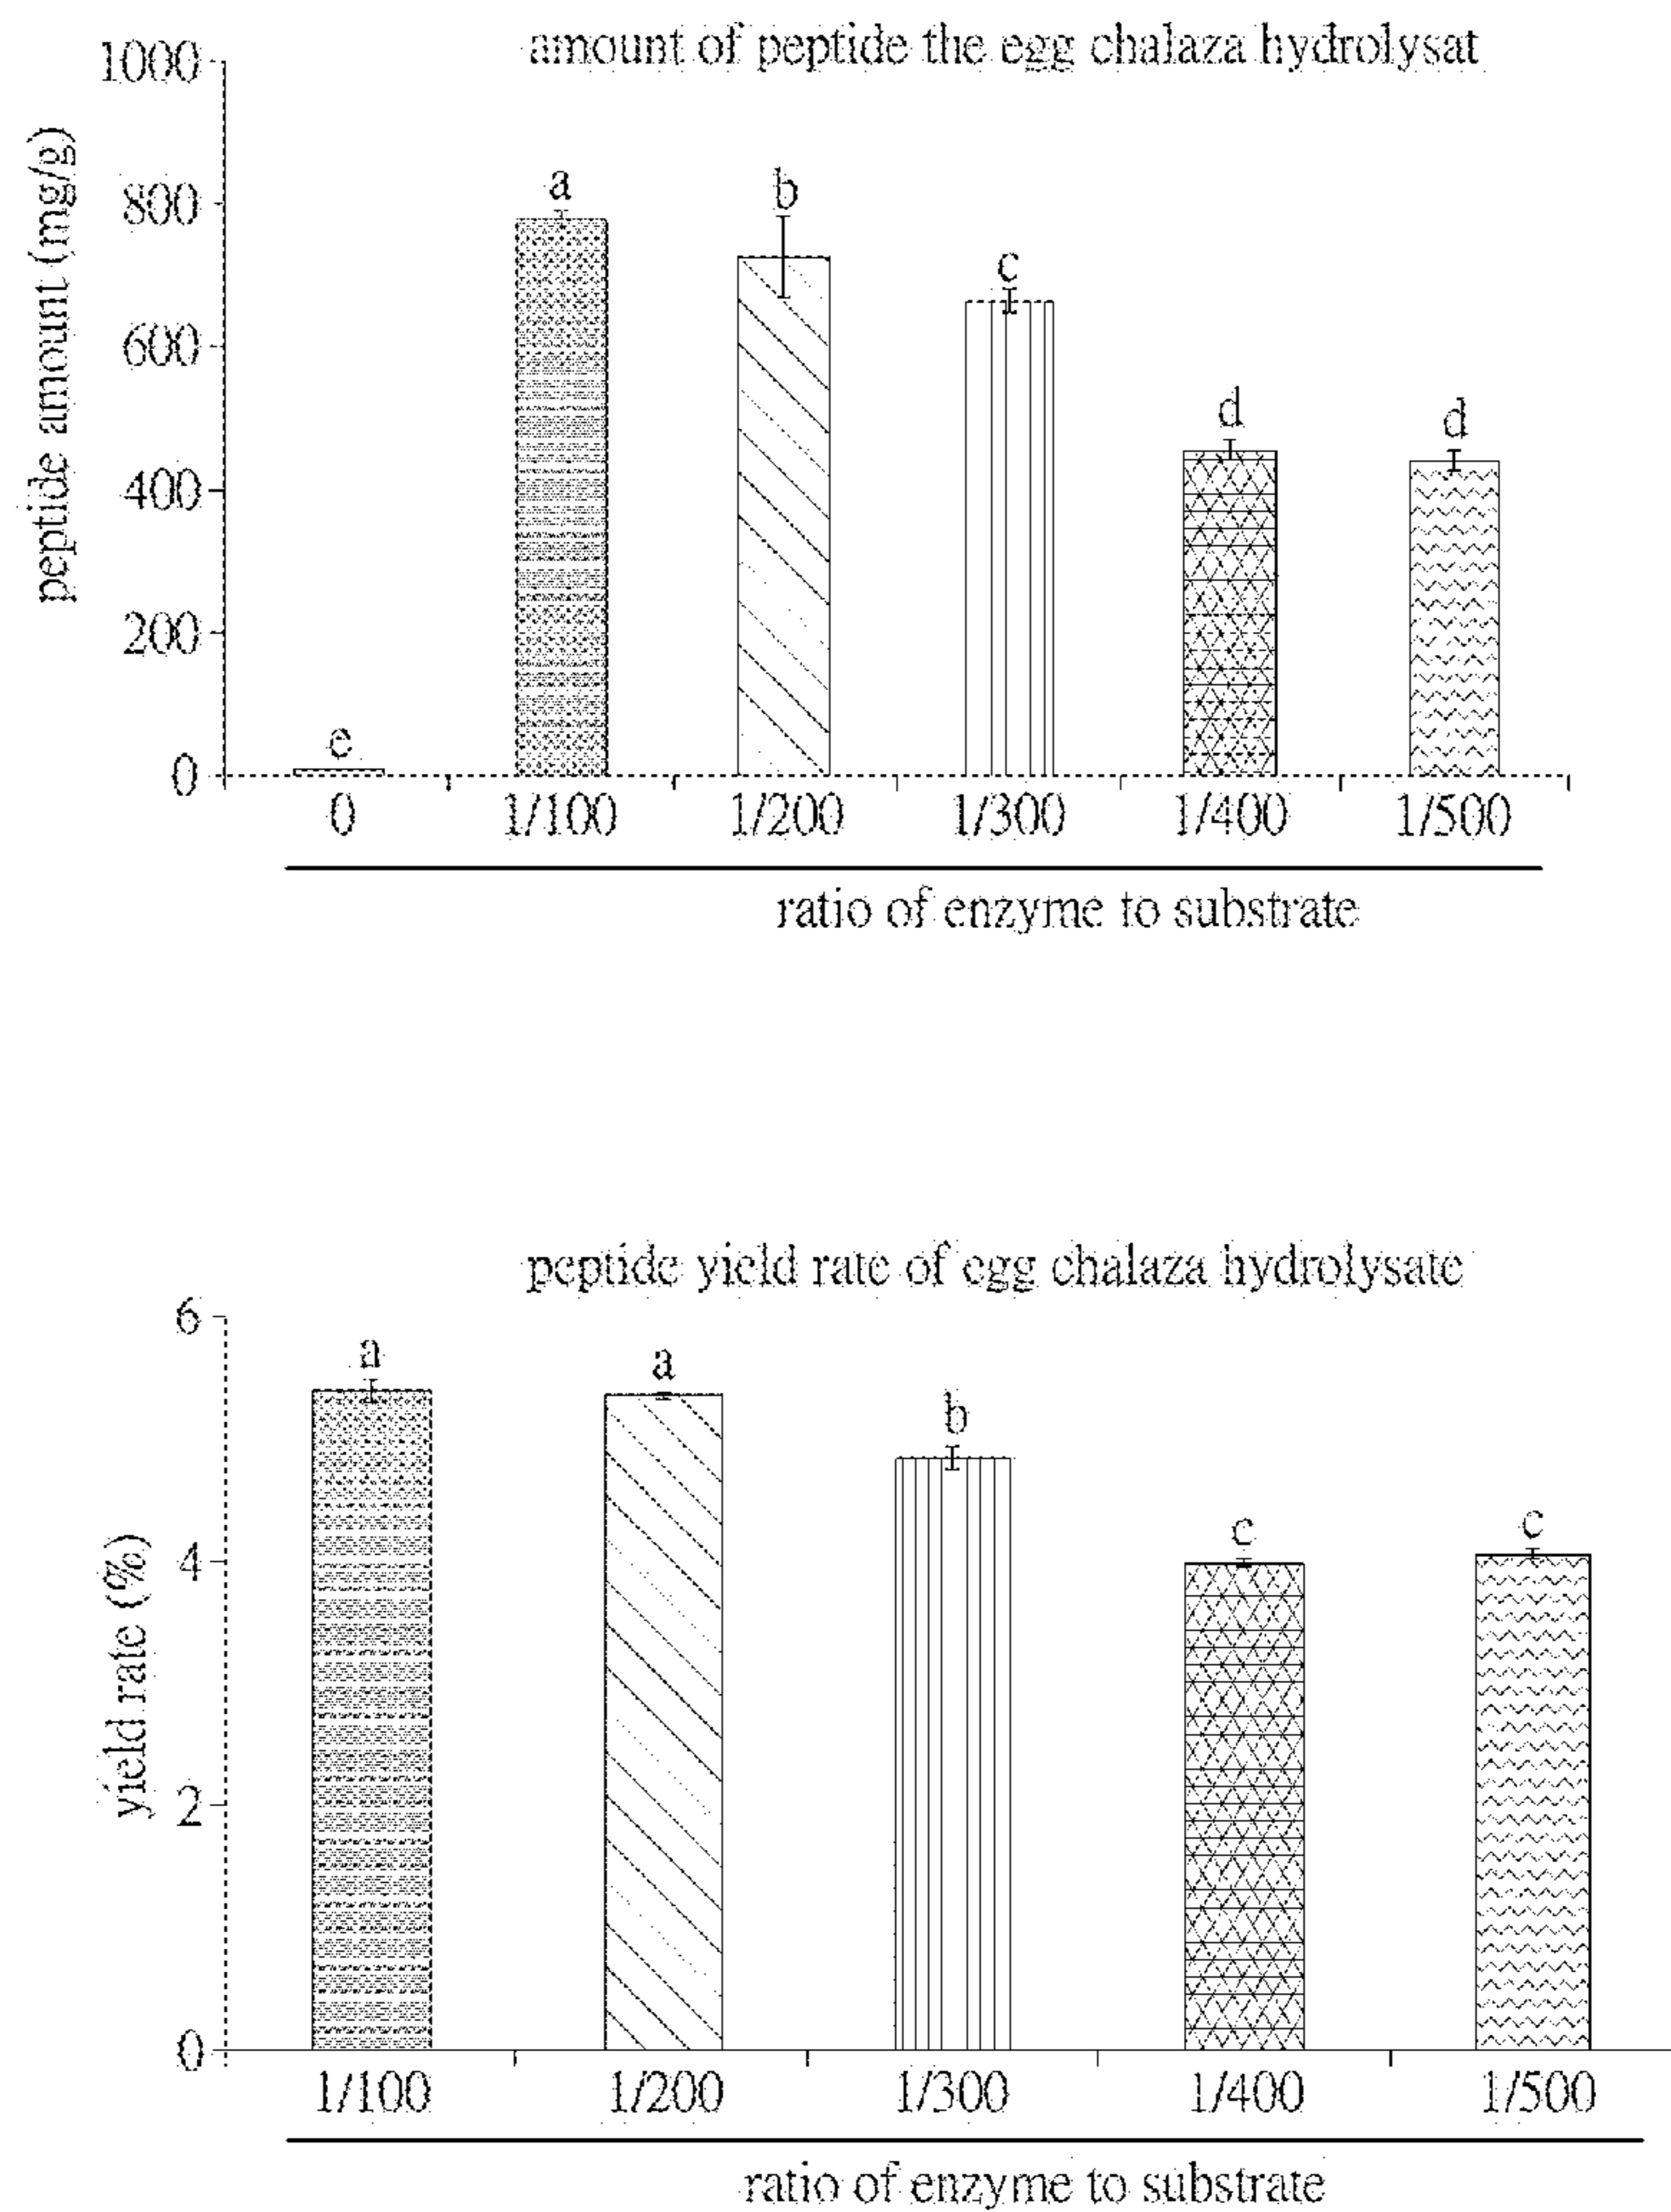 amount of peptide the egg chalaza hydrolysat
peptide amount (mg/g)
1000
800
600
400
200
0
e
a
b
c
d
d
0 1/100 1/200 1/300 1/400 1/500
ratio of enzyme to substrate
peptide yield rate of egg chalaza hydrolysate
yield rate (%)
6
4
2
0
a
a
b
c
c
1/100 1/200 1/300 1/400 1/500
ratio of enzyme to substrate